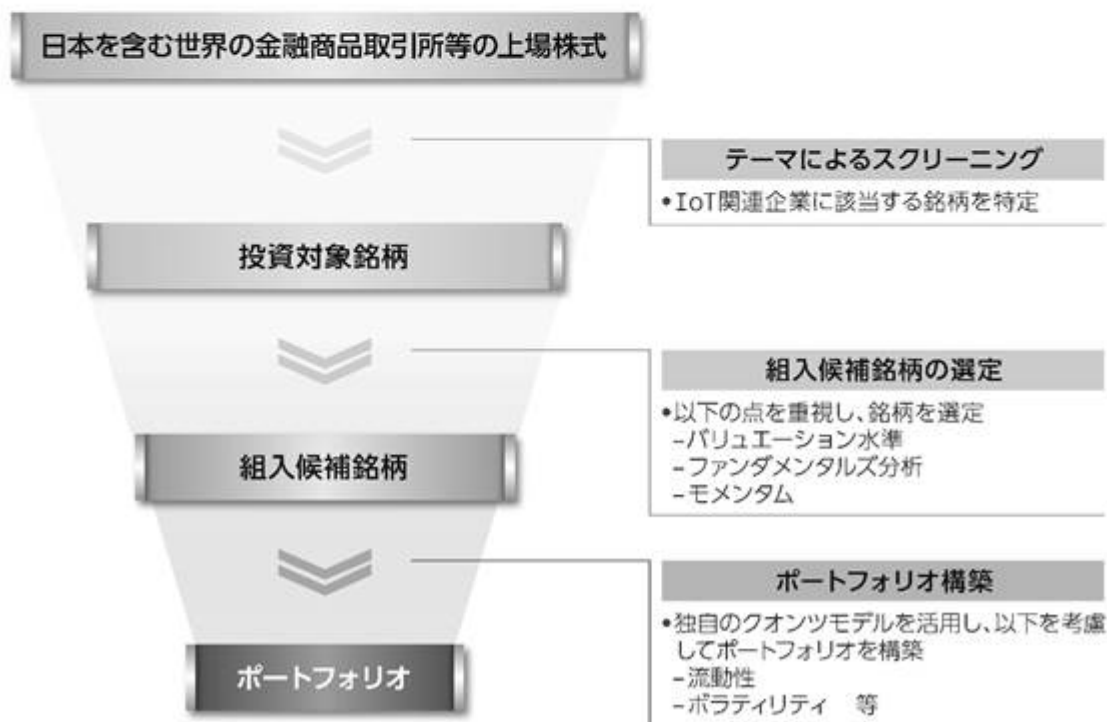 日本を含む世界の金融商品取引所等の上場株式
テーマによるスクリーニング
•IoT関連企業に該当する銘柄を特定
投資対象銘柄
組入候補銘柄の選定
•以下の点を重視し、銘柄を選定
−バリュエーション水準
−ファンダメンタルズ分析
−モメンタム
組入候補銘柄
ポートフォリオ構築
•独自のクオンツモデルを活用し、以下を考慮
してポートフォリオを構築
−流動性
−ボラティリティ　等
ポートフォリオ